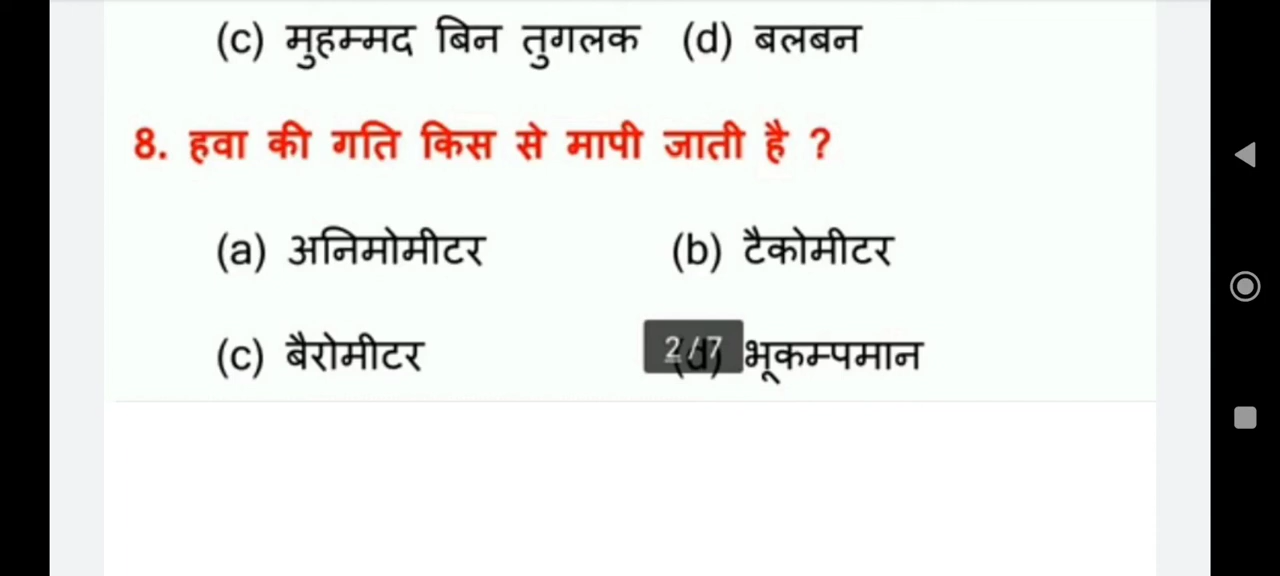 (c) मुहम्मद बिन तुगलक (d) बलबन
8. हवा की गति किस से मापी जाती है ?
(a) अनिमोमीटर (b) टैकोमीटर
(c) बैरोमीटर (d) भूकम्पमान
2/7